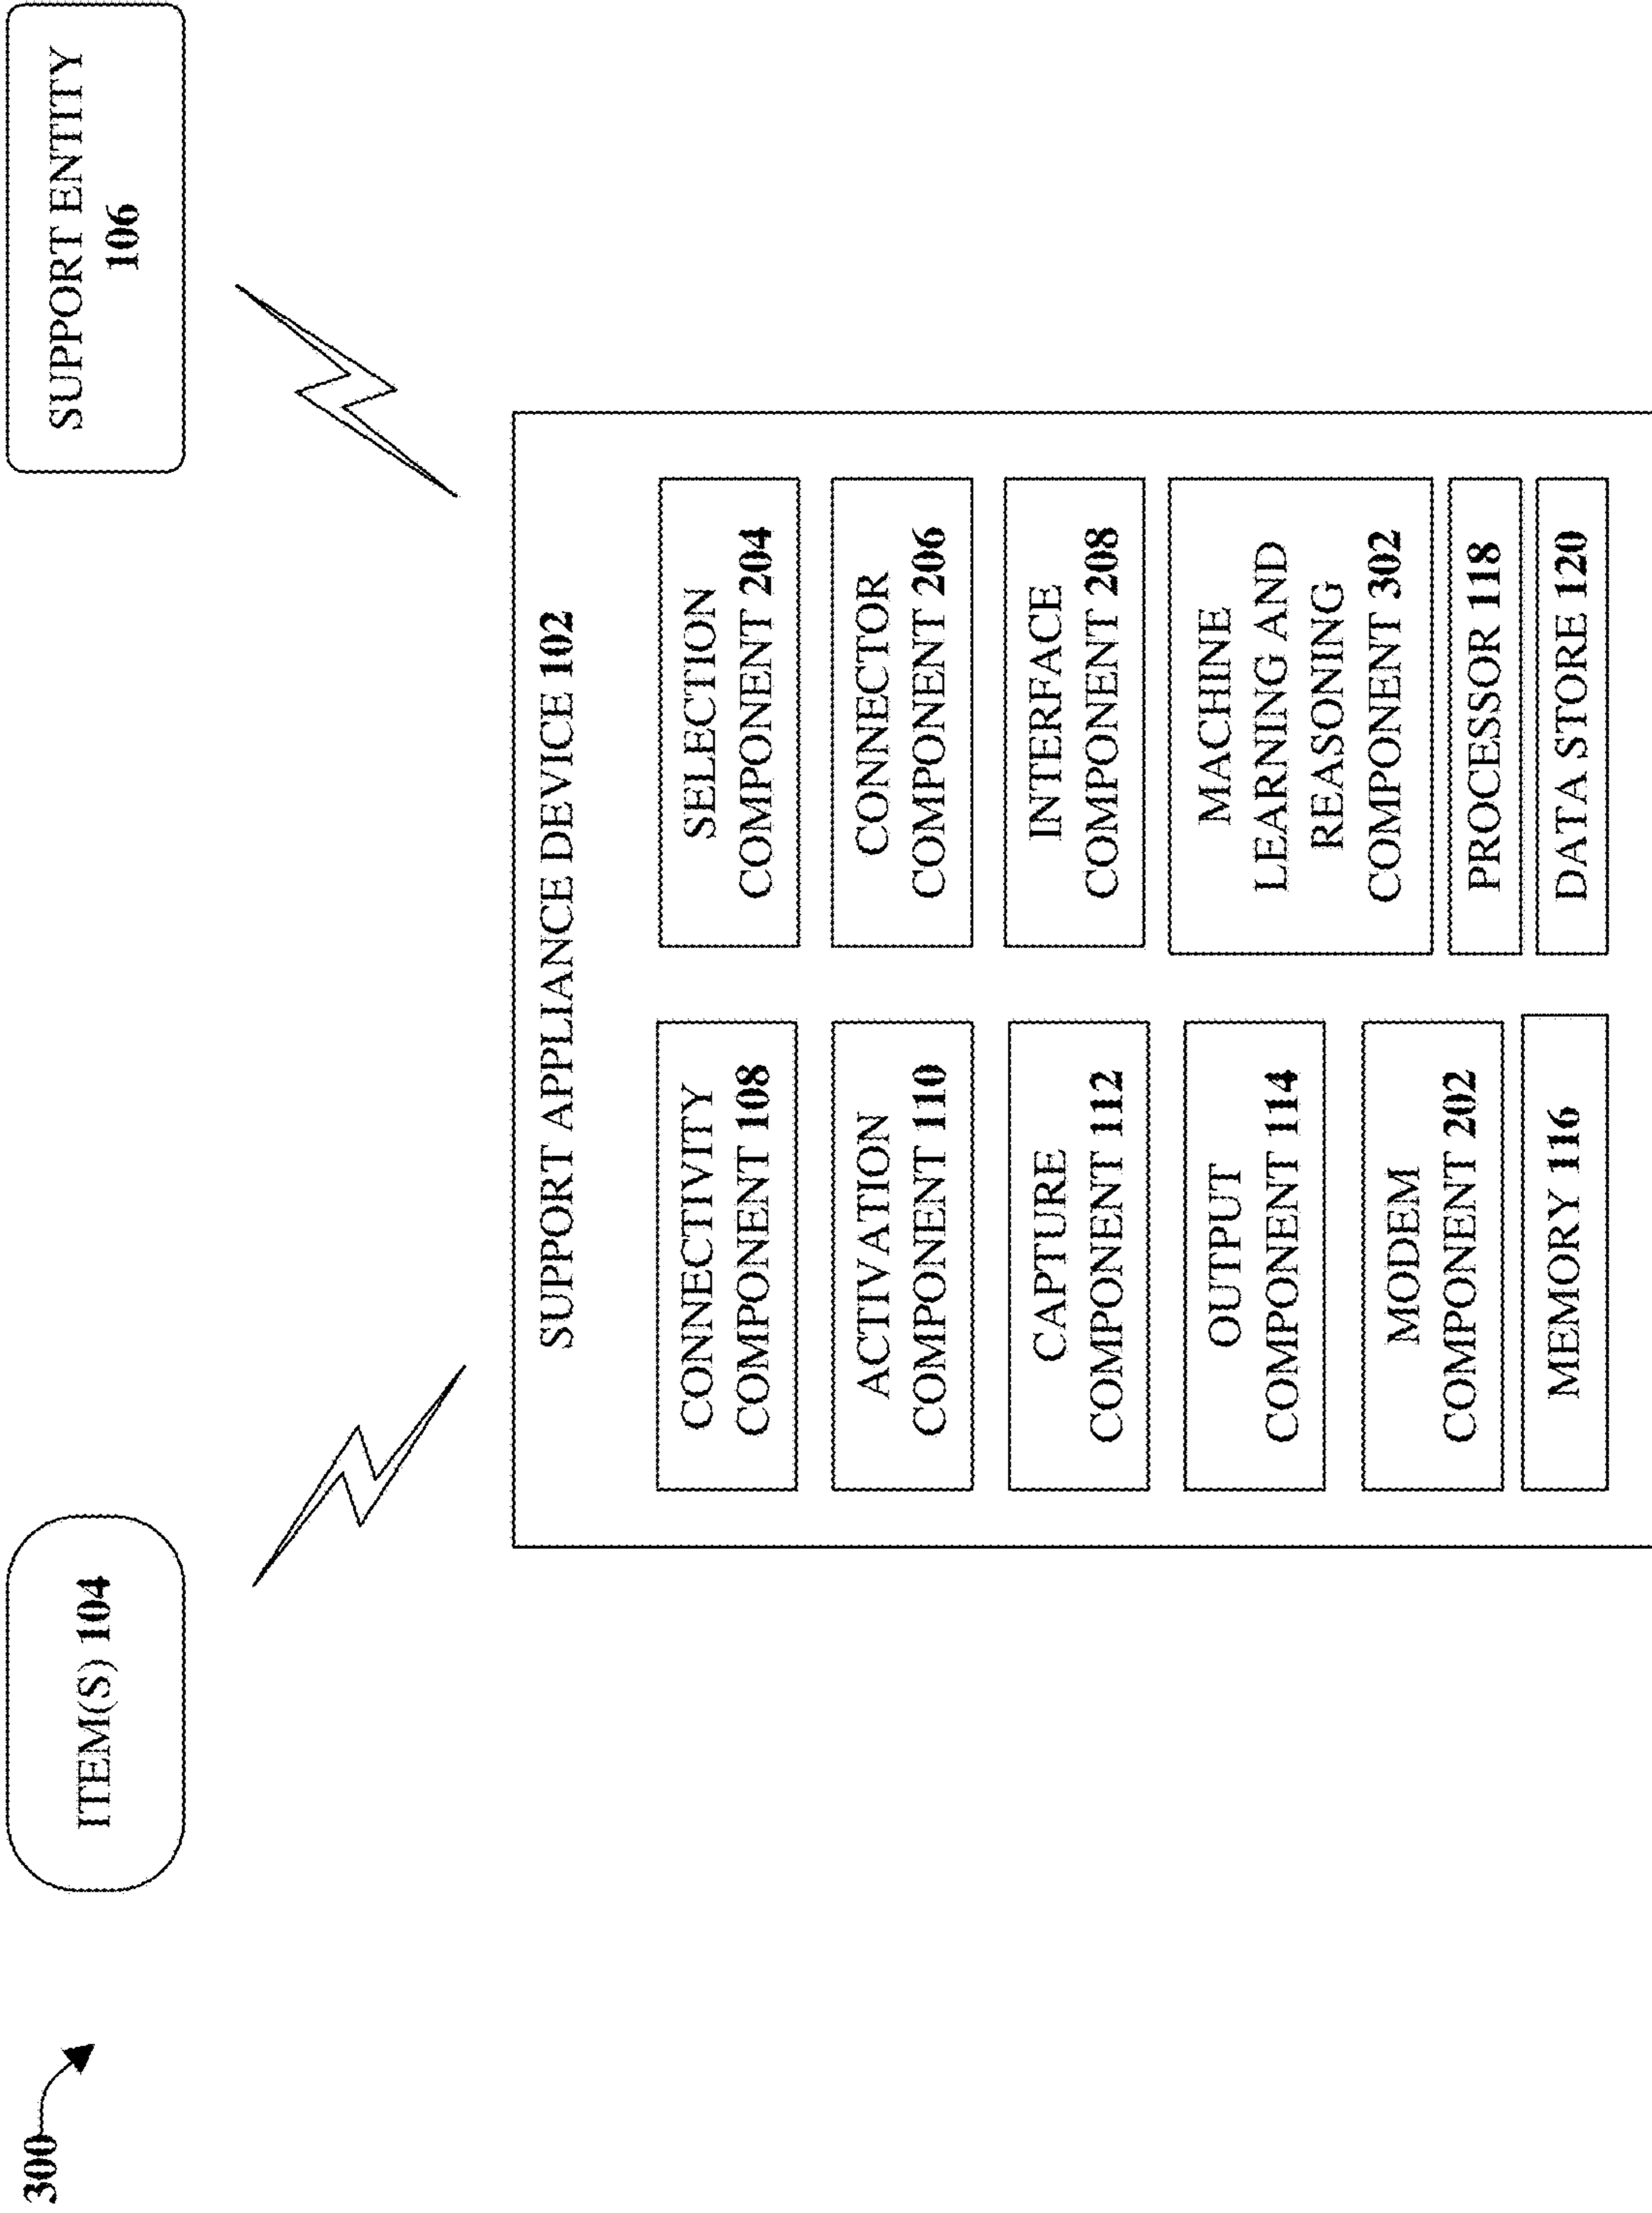 300
ITEM(S) 104
SUPPORT ENTITY
106
SUPPORT APPLIANCE DEVICE 102
CONNECTIVITY
COMPONENT 108
ACTIVATION
COMPONENT 110
CAPTURE
COMPONENT 112
OUTPUT
COMPONENT 114
MODEM
COMPONENT 202
MEMORY 116
SELECTION
COMPONENT 204
CONNECTOR
COMPONENT 206
INTERFACE
COMPONENT 208
MACHINE
LEARNING AND
REASONING
COMPONENT 302
PROCESSOR 118
DATA STORE 120